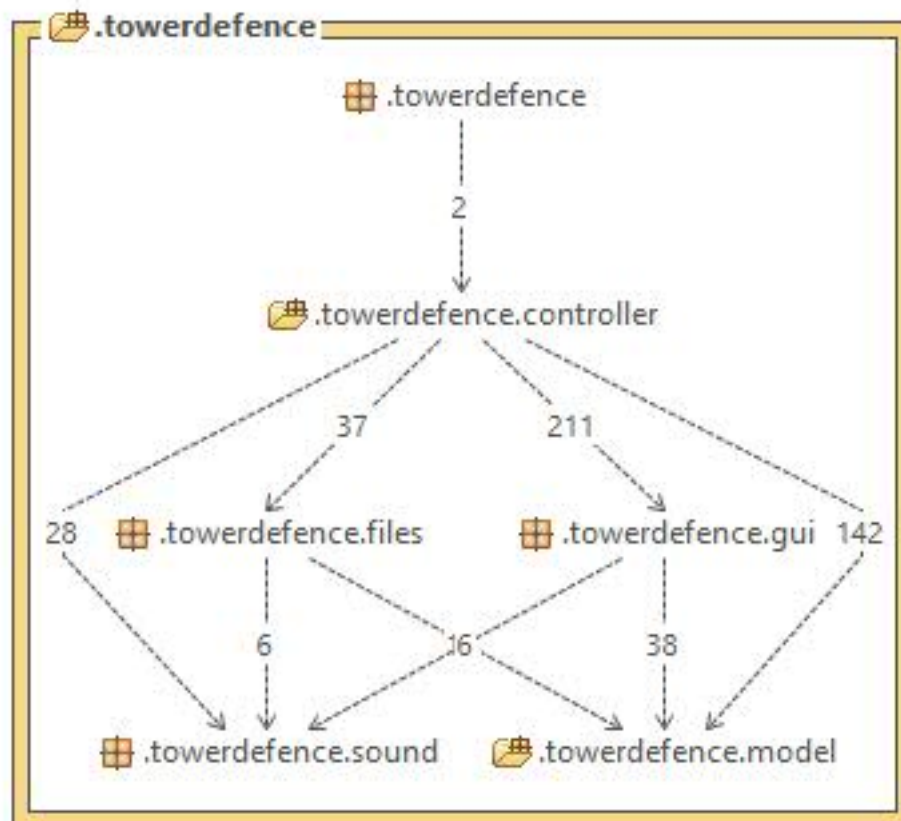 .towerdefence
.towerdefence
2
.towerdefence.controller
37
211
28
.towerdefence.files
.towerdefence.gui
142
6
38
.towerdefence.sound
.towerdefence.model